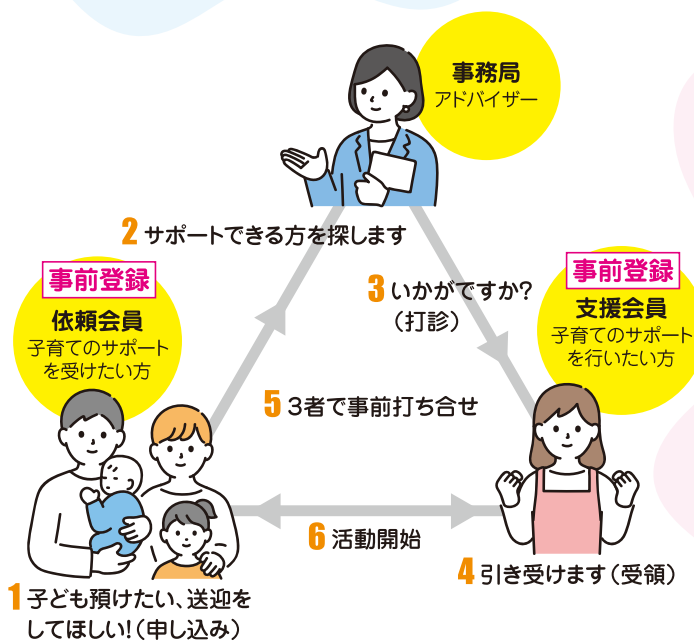 事務局
アドバイザー
2 サポートできる方を探します
事前登録
依頼会員
子育てのサポート
を受けたい方
3 いかがですか?
(打診)
事前登録
支援会員
子育てのサポート
を行いたい方
5 3者で事前打ち合せ
6 活動開始
4 引き受けます(受領)
1 子ども預けたい、送迎を
してほしい!(申し込み)